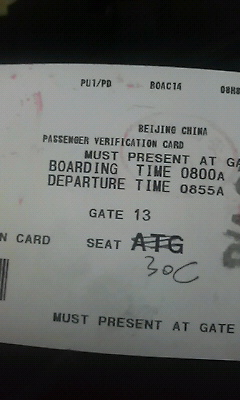 PU1/PD BOAC14
BEIJING CHINA
PASSENGER VERIFICATION CARD
MUST PRESENT AT GA
BOARDING TIME 0800A
DEPARTURE TIME 0855A
GATE 13
N CARD SEAT ATG
30C
MUST PRESENT AT GATE